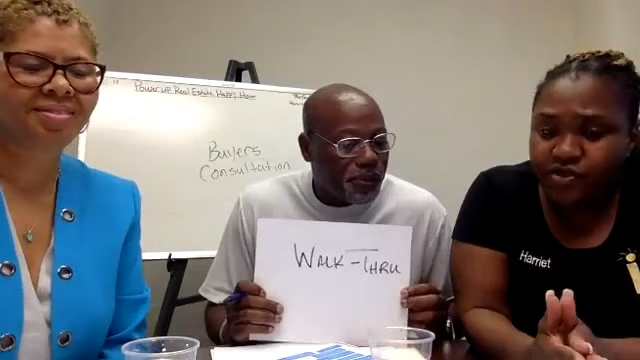 Power up Real Estate Happy Hour
Buyers
Consultation
WALK-THRU
Harriet